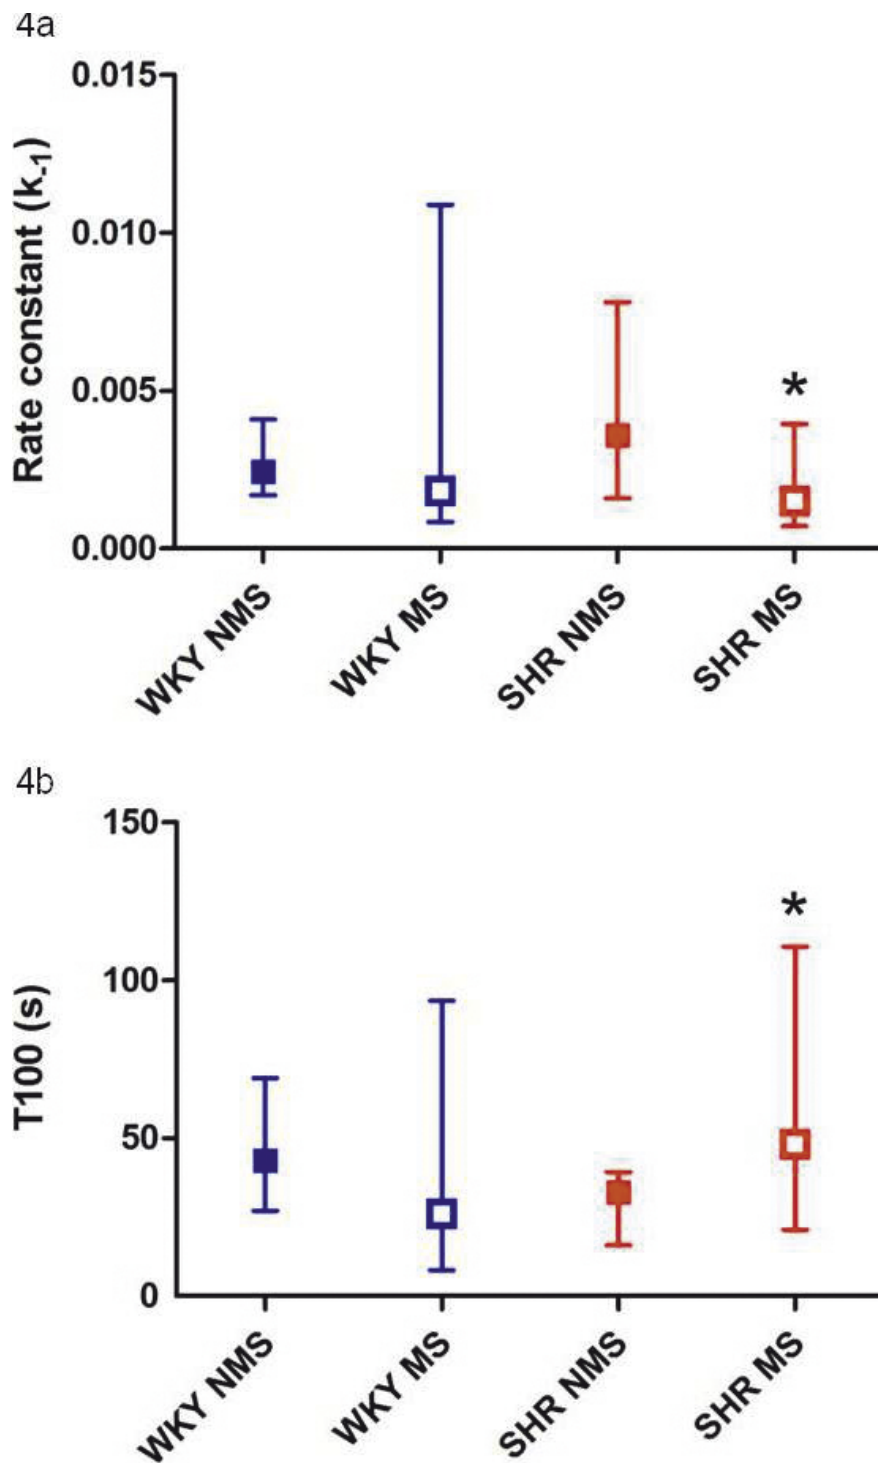 4a
Rate constant (k-1)
0.015
0.010
0.005
0.000
*
WKY NMS
WKY MS
SHR NMS
SHR MS
4b
T100 (s)
150
100
50
0
*
WKY NMS
WKY MS
SHR NMS
SHR MS